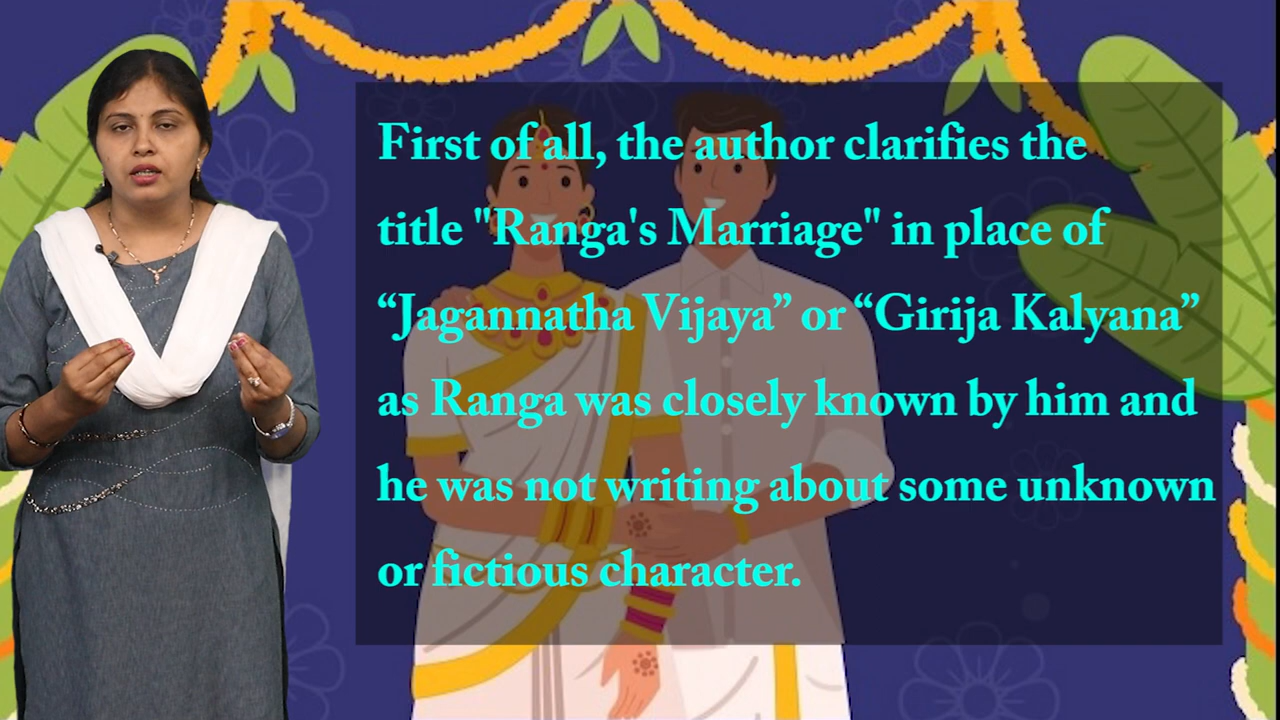 First of all, the author clarifies the
title "Ranga's Marriage" in place of
“Jagannatha Vijaya” or “Girija Kalyana”
as Ranga was closely known by him and
he was not writing about some unknown
or fictious character.